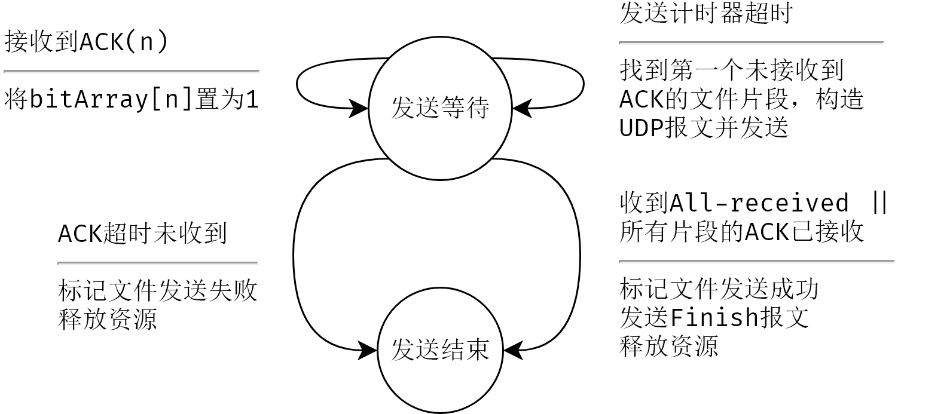 发送计时器超时
接收到ACK(n)
将bitArray[n]置为1
找到第一个未接收到
ACK的文件片段，构造
UDP报文并发送
发送等待
收到All-received ||
所有片段的ACK已接收
ACK超时未收到
标记文件发送失败
释放资源
标记文件发送成功
发送Finish报文
释放资源
发送结束